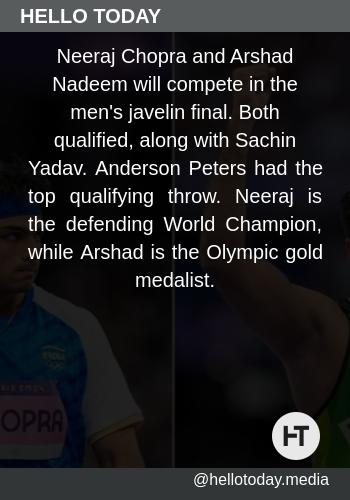 HELLO TODAY
Neeraj Chopra and Arshad
Nadeem will compete in the
men's javelin final. Both
qualified, along with Sachin
Yadav. Anderson Peters had the
top qualifying throw. Neeraj is
the defending World Champion,
while Arshad is the Olympic gold
medalist.
INDIA
OPRA
HT
@hellotoday.media